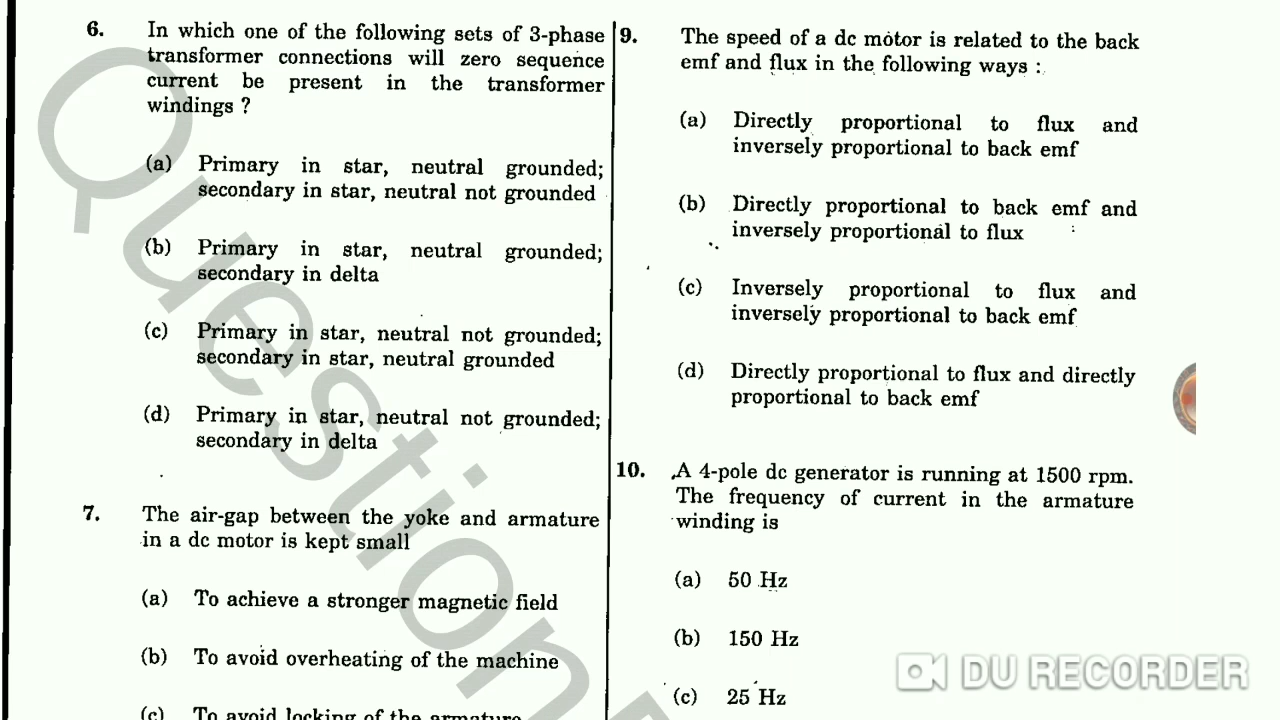 6. In which one of the following sets of 3-phase
transformer connections will zero sequence
current be present in the transformer
windings ?
(a) Primary in star, neutral grounded;
secondary in star, neutral not grounded
(b) Primary in star, neutral grounded;
secondary in delta
(c) Primary in star, neutral not grounded;
secondary in star, neutral grounded
(d) Primary in star, neutral not grounded;
secondary in delta
7. The air-gap between the yoke and armature
in a dc motor is kept small
(a) To achieve a stronger magnetic field
(b) To avoid overheating of the machine
(c) To avoid locking of the armature
9. The speed of a dc motor is related to the back
emf and flux in the following ways :
(a) Directly proportional to flux and
inversely proportional to back emf
(b) Directly proportional to back emf and
inversely proportional to flux
(c) Inversely proportional to flux and
inversely proportional to back emf
(d) Directly proportional to flux and directly
proportional to back emf
10. A 4-pole dc generator is running at 1500 rpm.
The frequency of current in the armature
winding is
(a) 50 Hz
(b) 150 Hz
(c) 25 Hz
Question
DU RECORDER